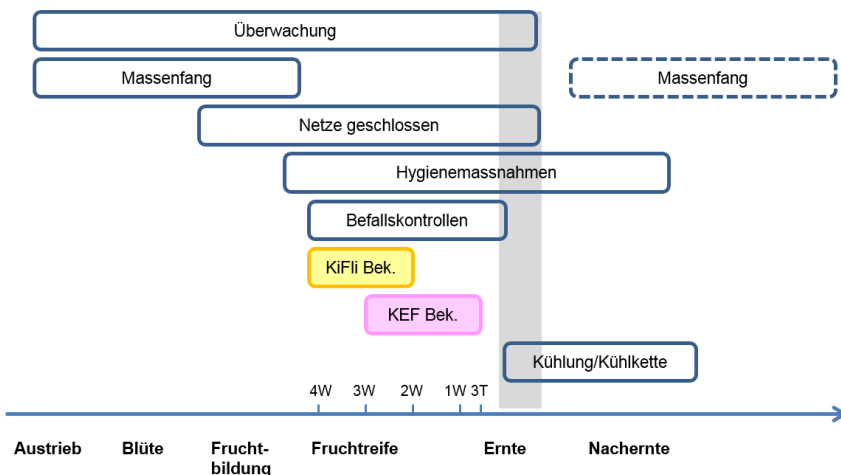 Überwachung
Massenfang
Massenfang
Netze geschlossen
Hygienemassnahmen
Befallskontrollen
KiFli Bek.
KEF Bek.
Kühlung/Kühlkette
4W 3W 2W 1W 3T
Austrieb Blüte Frucht- Fruchtreife Ernte Nachernte
bildung